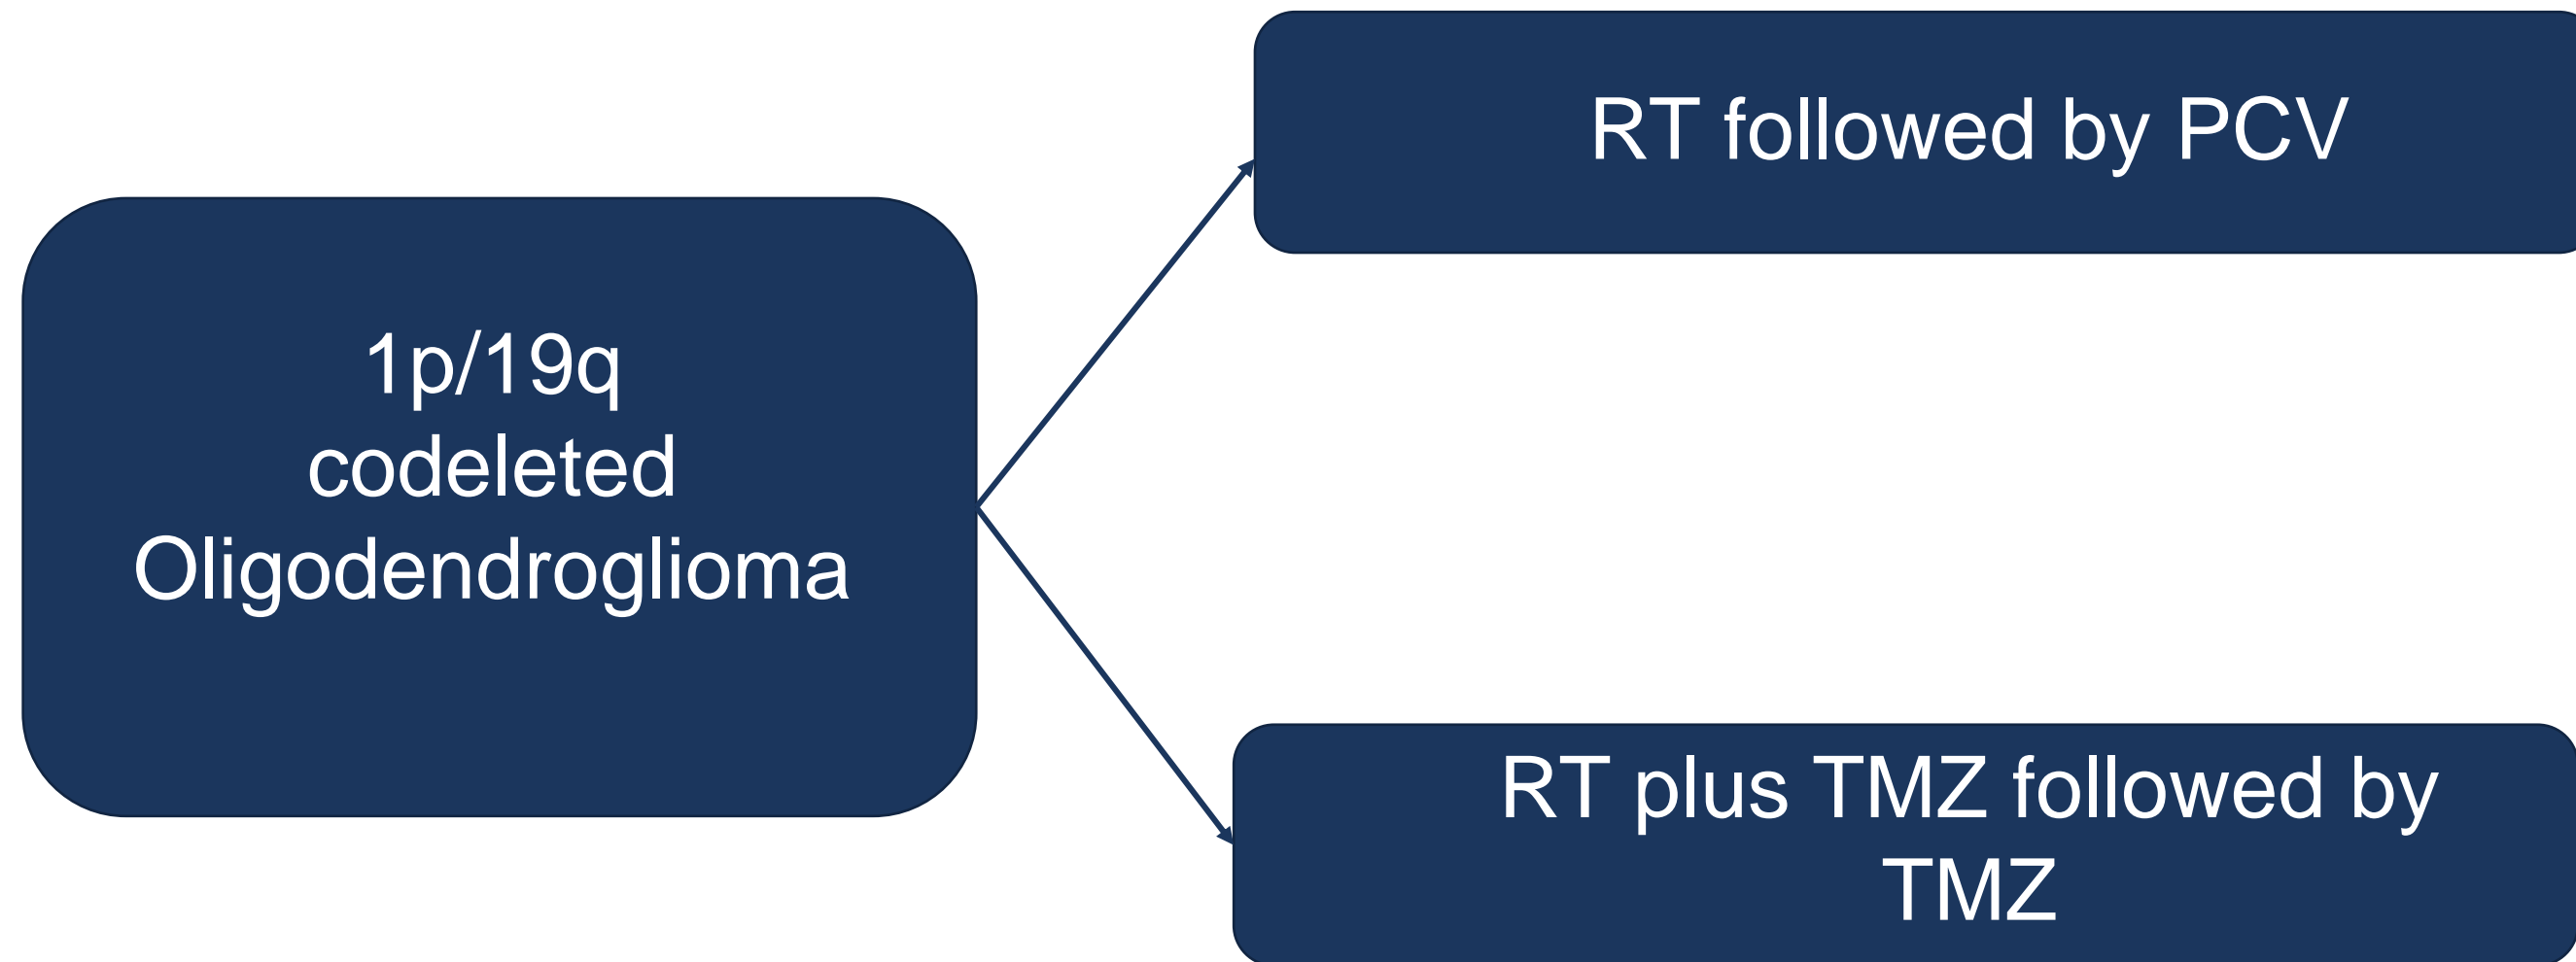 RT followed by PCV
1p/19q
codeleted
Oligodendroglioma
RT plus TMZ followed by
TMZ